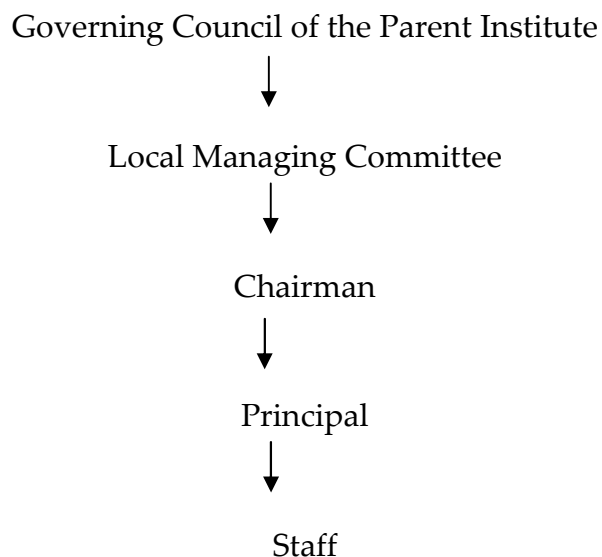 Governing Council of the Parent Institute
Local Managing Committee
Chairman
Principal
Staff